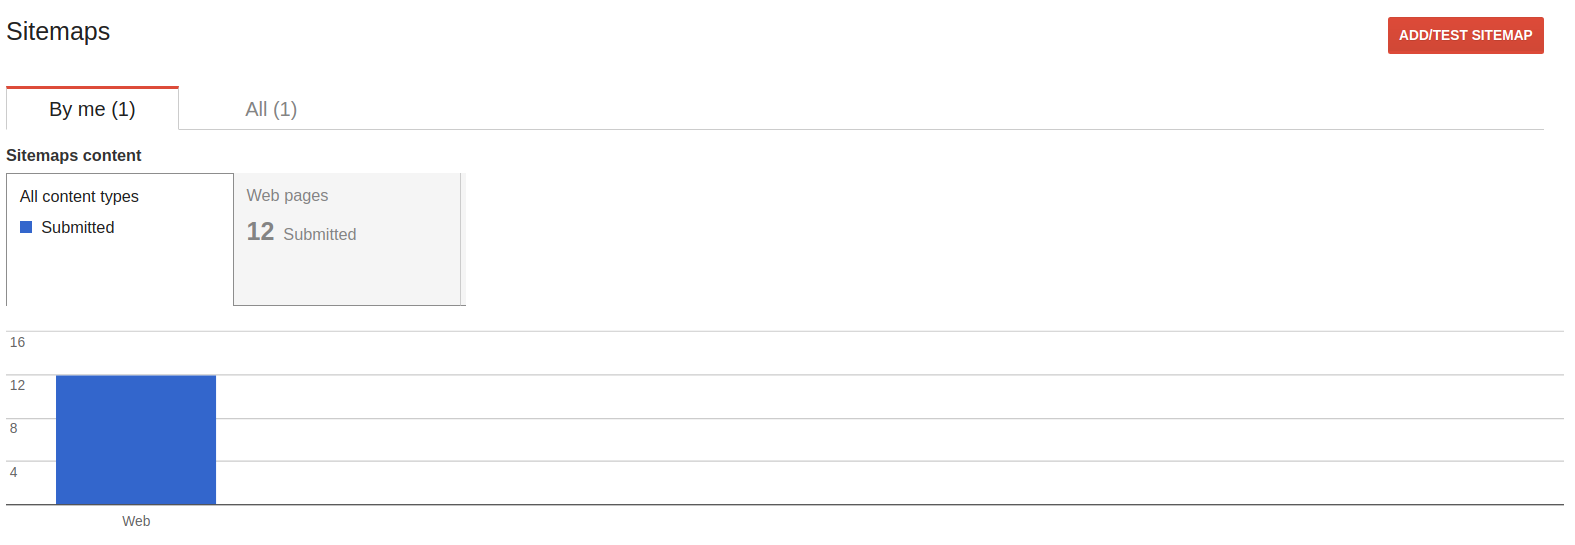 Sitemaps
ADD/TEST SITEMAP
By me (1)
All (1)
Sitemaps content
All content types
Submitted
Web pages
12 Submitted
16
12
8
4
Web